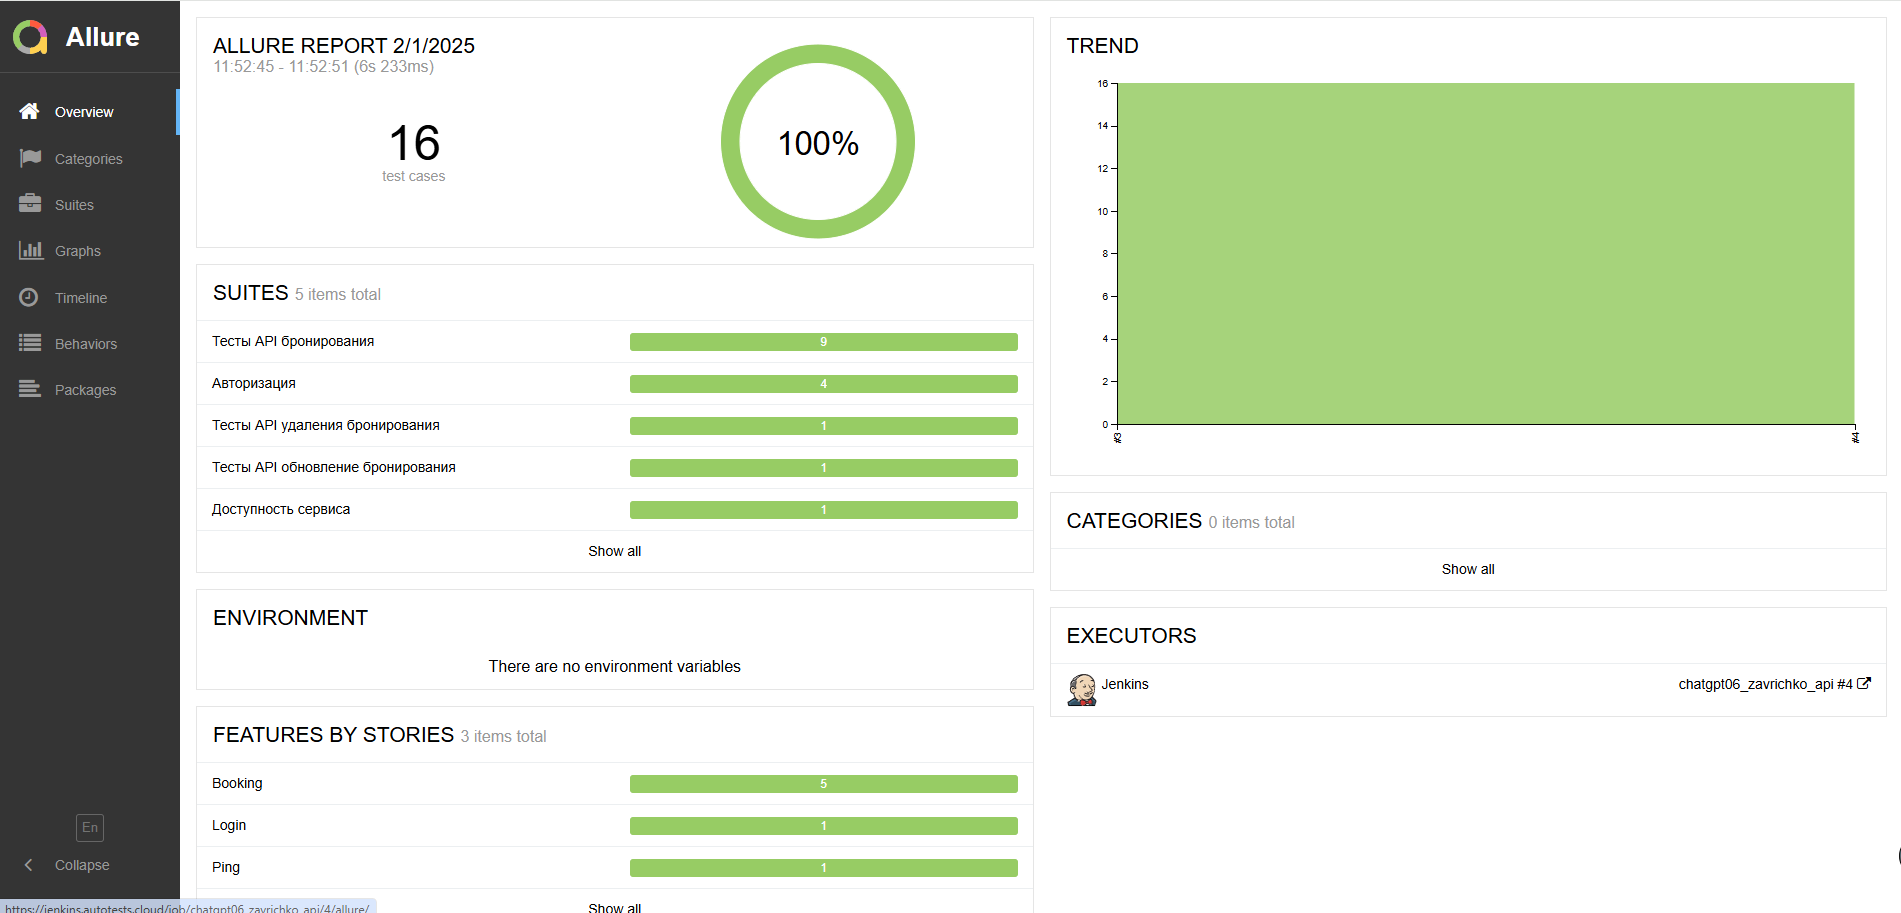 Allure
Overview
Categories
Suites
Graphs
Timeline
Behaviors
Packages
En
Collapse
https://jenkins.autotests.cloud/job/chatgpt06_zavrichko_api/4/allure/
ALLURE REPORT 2/1/2025
11:52:45 - 11:52:51 (6s 233ms)
16
test cases
100%
SUITES 5 items total
Тесты API бронирования 9
Авторизация 4
Тесты API удаления бронирования 1
Тесты API обновление бронирования 1
Доступность сервиса 1
Show all
ENVIRONMENT
There are no environment variables
FEATURES BY STORIES 3 items total
Booking 5
Login 1
Ping 1
Show all
TREND
16
14
12
10
8
6
4
2
0
#3
#4
CATEGORIES 0 items total
Show all
EXECUTORS
Jenkins chatgpt06_zavrichko_api #4